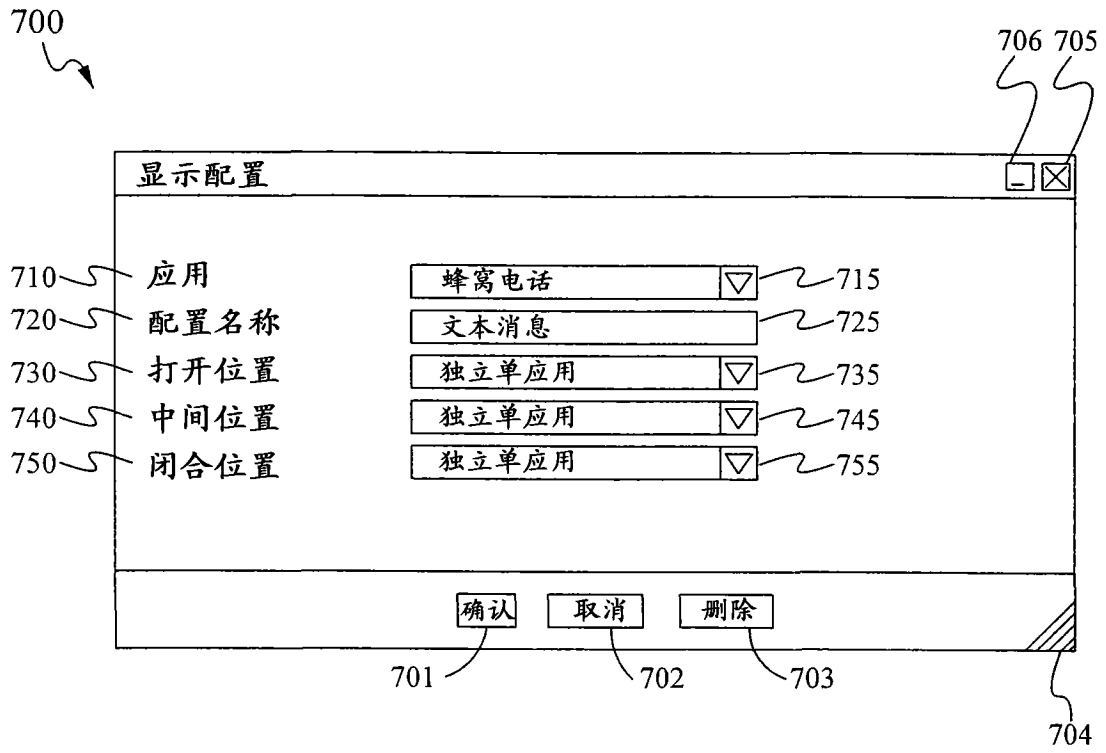 700
706 705
显示配置
710 应用 蜂窝电话 715
720 配置名称 文本消息 725
730 打开位置 独立单应用 735
740 中间位置 独立单应用 745
750 闭合位置 独立单应用 755
确认 取消 删除
701 702 703
704